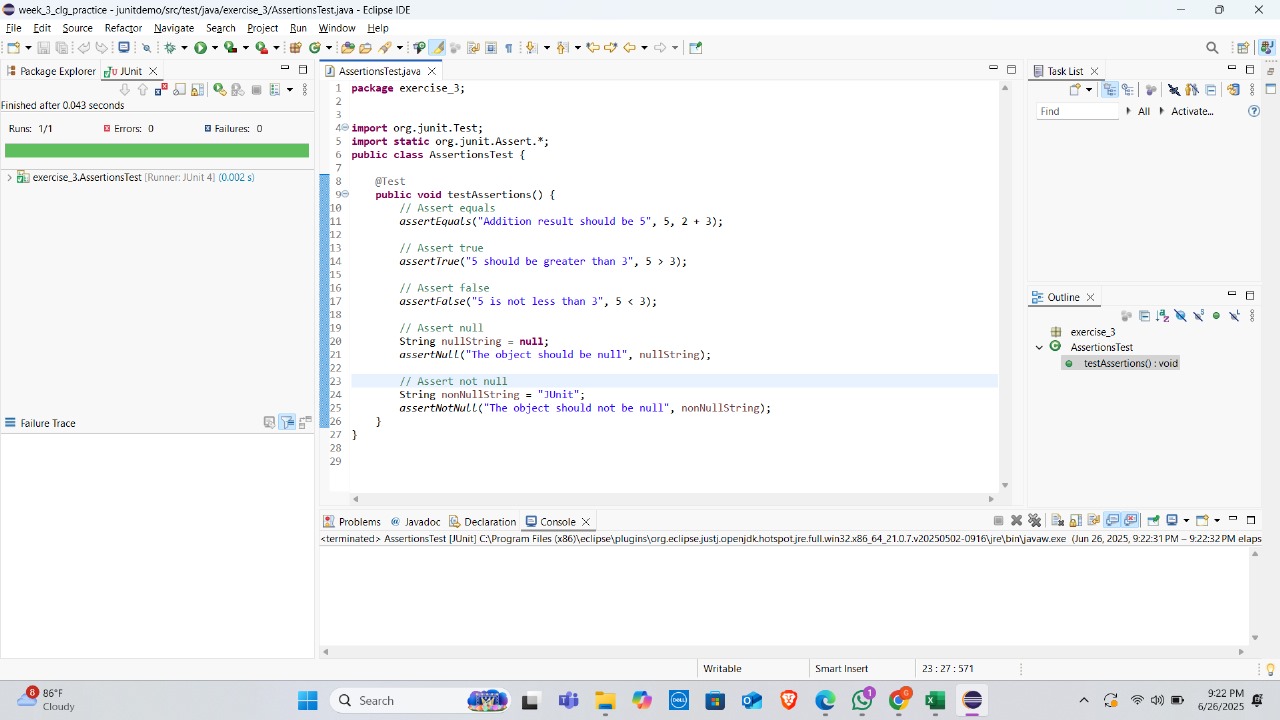 week_3_clg_practice - junitdemo/src/test/java/exercise_3/AssertionsTest.java - Eclipse IDE
File Edit Source Refactor Navigate Search Project Run Window Help
Package Explorer JUnit
Finished after 0.043 seconds
Runs: 1/1 Errors: 0 Failures: 0
exercise_3.AssertionsTest [Runner: JUnit 4] (0.002 s)
Failure Trace
AssertionsTest.java
1 package exercise_3;
2
3
4 import org.junit.Test;
5 import static org.junit.Assert.*;
6 public class AssertionsTest {
7
8 @Test
9 public void testAssertions() {
10 // Assert equals
11 assertEquals("Addition result should be 5", 5, 2 + 3);
12
13 // Assert true
14 assertTrue("5 should be greater than 3", 5 > 3);
15
16 // Assert false
17 assertFalse("5 is not less than 3", 5 < 3);
18
19 // Assert null
20 String nullString = null;
21 assertNull("The object should be null", nullString);
22
23 // Assert not null
24 String nonNullString = "JUnit";
25 assertNotNull("The object should not be null", nonNullString);
26 }
27 }
28
29
Task List
Find All Activate...
Outline
exercise_3
AssertionsTest
testAssertions() : void
Problems Javadoc Declaration Console
<terminated> AssertionsTest [JUnit] C:\Program Files (x86)\eclipse\plugins\org.eclipse.justj.openjdk.hotspot.jre.full.win32.x86_64_21.0.7.v20250502-0916\jre\bin\javaw.exe (Jun 26, 2025, 9:22:31 PM – 9:22:32 PM elaps
Writable Smart Insert 23 : 27 : 571
8 86°F
Cloudy
Search
DELL
1
G
9:22 PM
6/26/2025